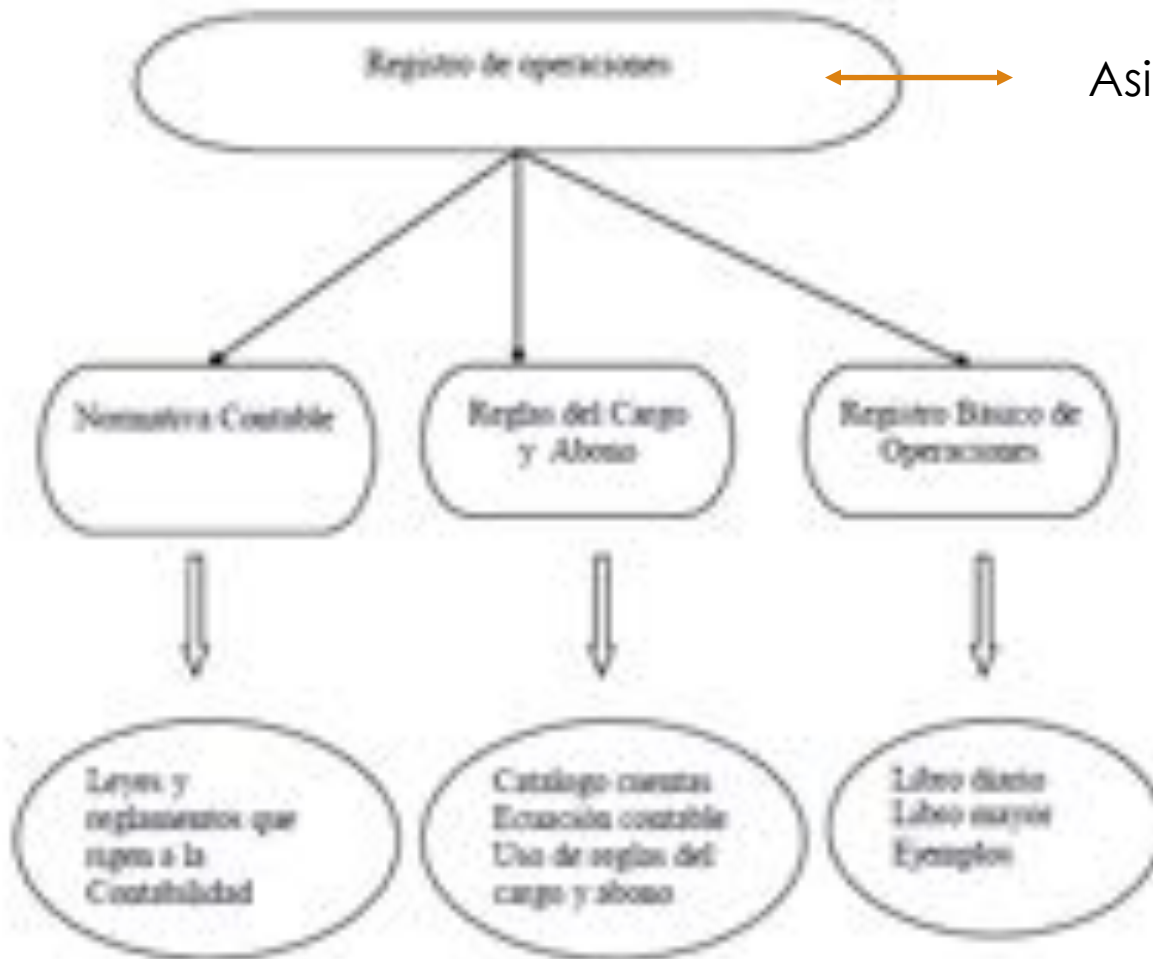 Registro de operaciones
Asi
Normativa Contable
Reglas del Cargo
y Abono
Registro Básico de
Operaciones
Leyes y
reglamentos que
rigen a la
Contabilidad
Catálogo cuentas
Ecuación contable
Uso de reglas del
cargo y abono
Libro diario
Libro mayor
Ejemplos